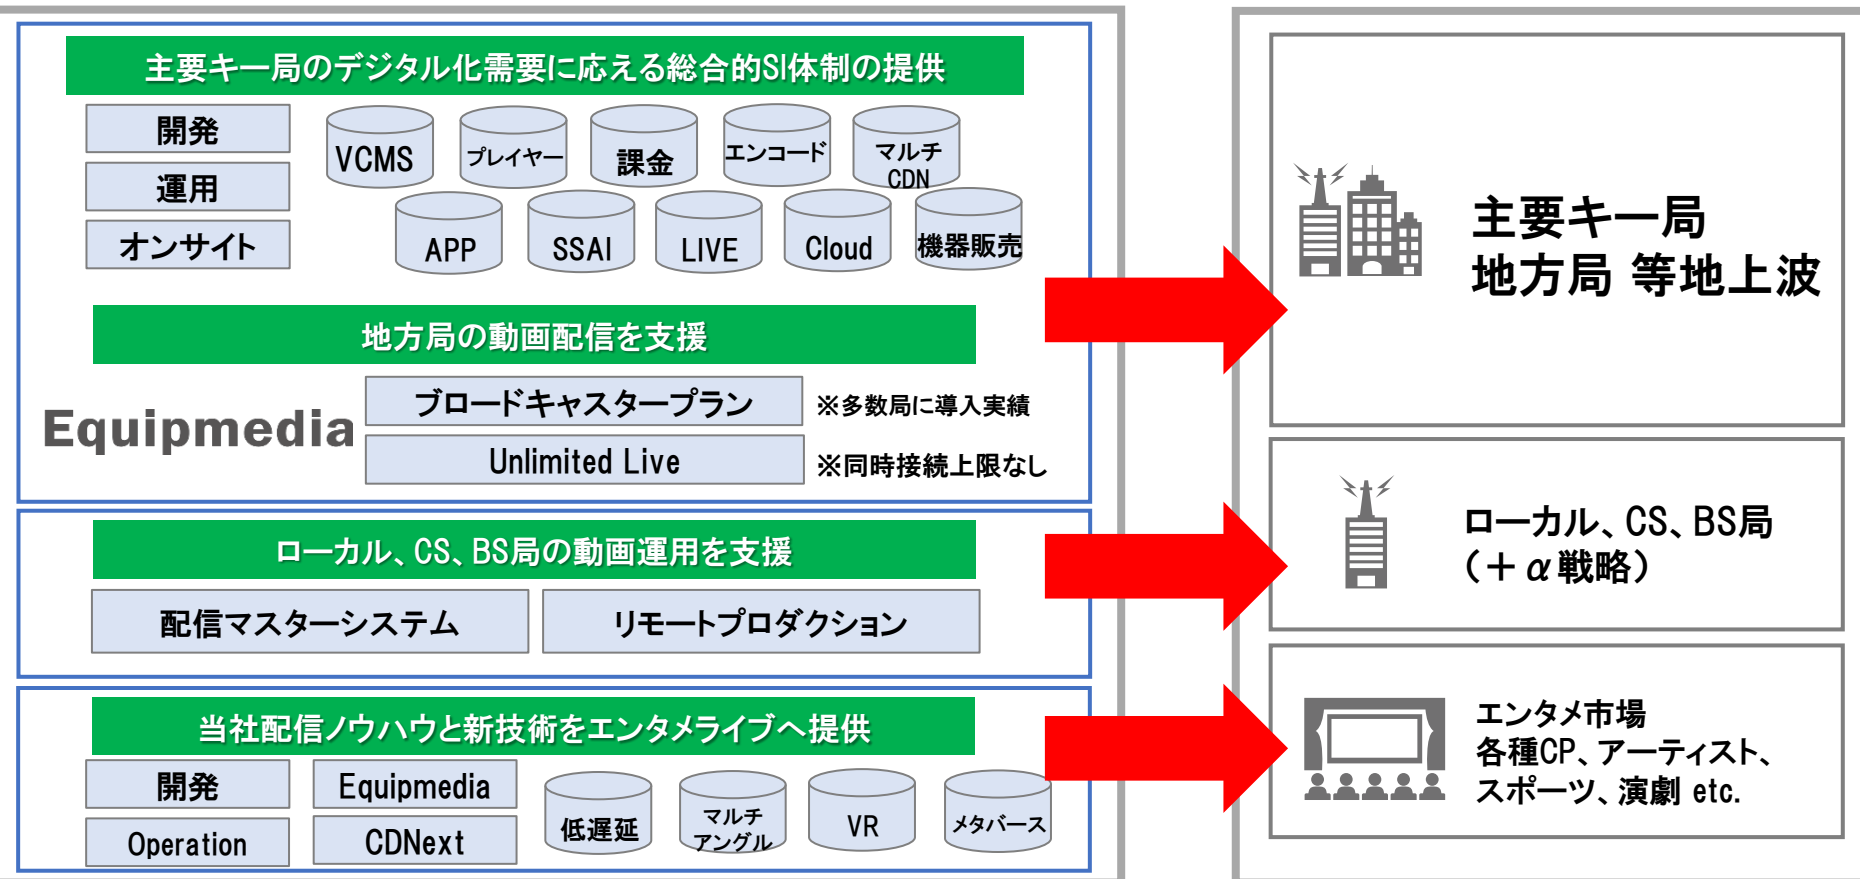 主要キー局のデジタル化需要に応える総合的SI体制の提供
開発
運用
オンサイト
VCMS
プレイヤー
課金
エンコード
マルチ
CDN
APP
SSAI
LIVE
Cloud
機器販売
地方局の動画配信を支援
Equipmedia
ブロードキャスタープラン
※多数局に導入実績
Unlimited Live
※同時接続上限なし
ローカル、CS、BS局の動画運用を支援
配信マスターシステム
リモートプロダクション
当社配信ノウハウと新技術をエンタメライブへ提供
開発
Equipmedia
Operation
CDNext
低遅延
マルチ
アングル
VR
メタバース
主要キー局
地方局 等地上波
ローカル、CS、BS局
（＋α戦略）
エンタメ市場
各種CP、アーティスト、
スポーツ、演劇 etc.